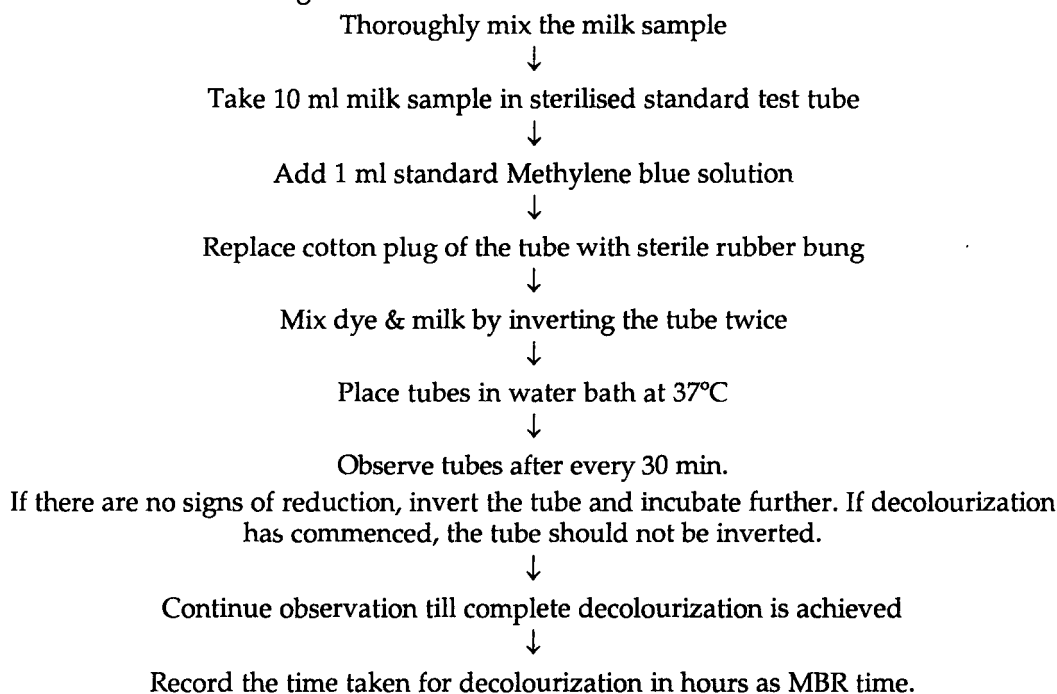 Thoroughly mix the milk sample
↓
Take 10 ml milk sample in sterilised standard test tube
↓
Add 1 ml standard Methylene blue solution
↓
Replace cotton plug of the tube with sterile rubber bung
↓
Mix dye & milk by inverting the tube twice
↓
Place tubes in water bath at 37°C
↓
Observe tubes after every 30 min.
If there are no signs of reduction, invert the tube and incubate further. If decolourization
has commenced, the tube should not be inverted.
↓
Continue observation till complete decolourization is achieved
↓
Record the time taken for decolourization in hours as MBR time.